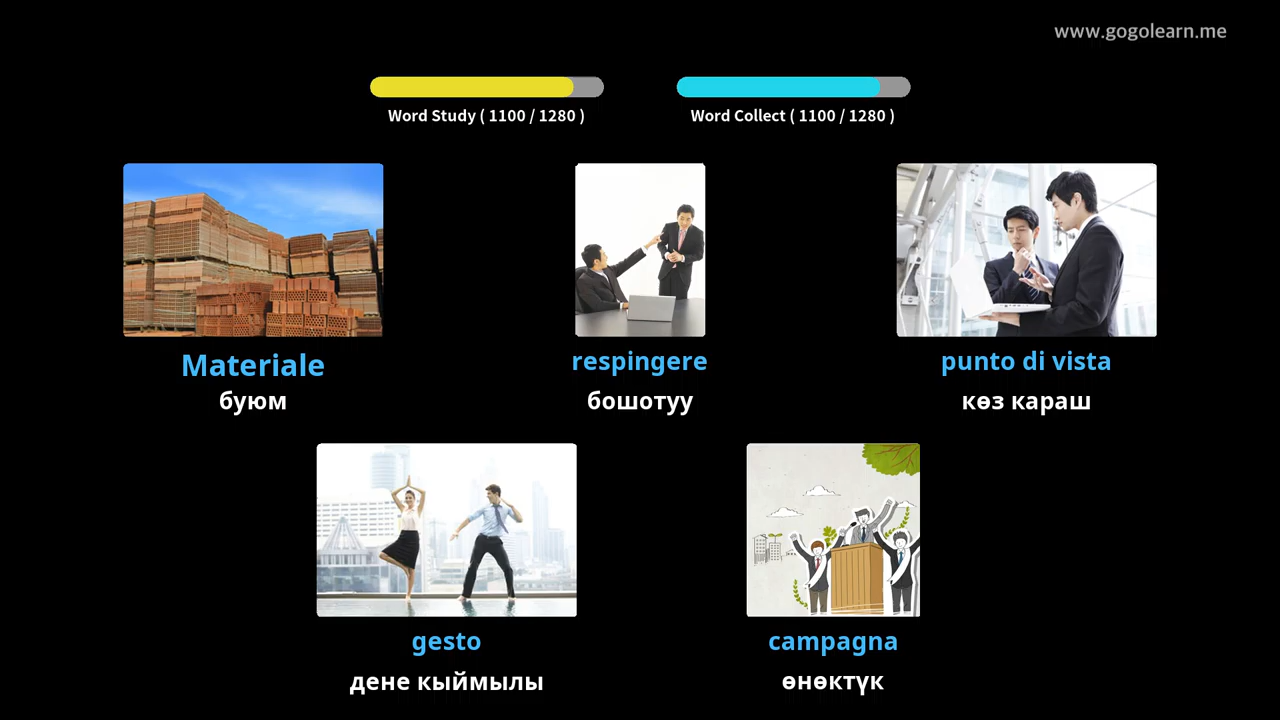 www.gogolearn.me
Word Study ( 1100 / 1280 )
Word Collect ( 1100 / 1280 )
Materiale
буюм
respingere
бошотуу
punto di vista
көз караш
gesto
дене кыймылы
campagna
өнөктүк